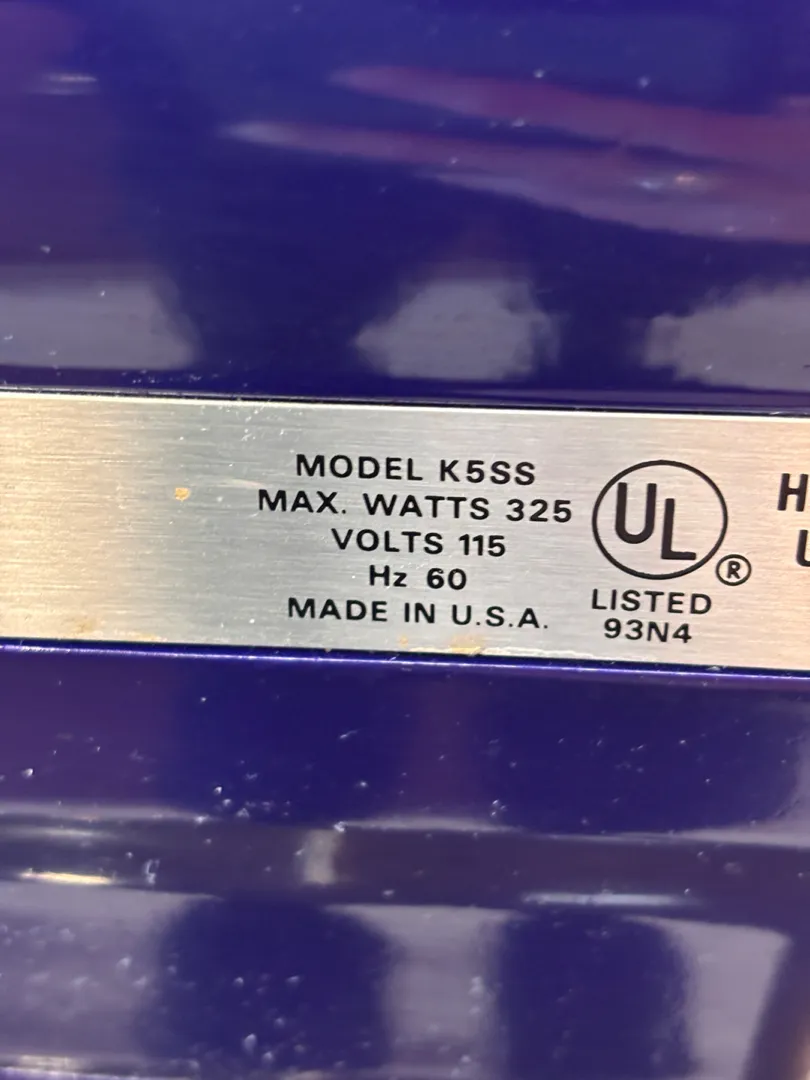 MODEL K5SS
MAX. WATTS 325
VOLTS 115
Hz 60
MADE IN U.S.A.
UL
®
LISTED
93N4
H